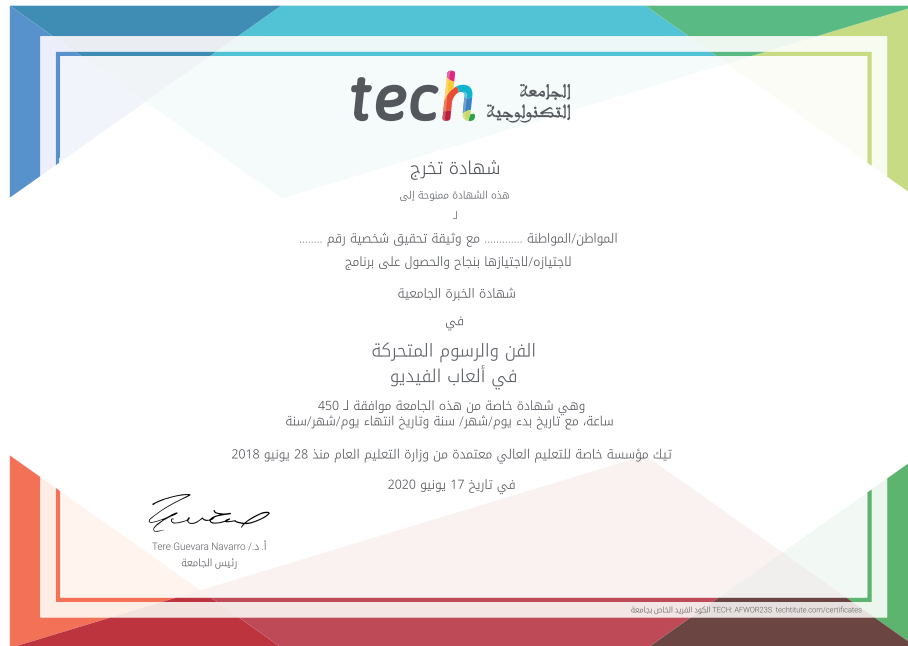 tech الجامعة
التكنولوجية
شهادة تخرج
هذه الشهادة ممنوحة إلى
لـ
المواطن/المواطنة ............ مع وثيقة تحقيق شخصية رقم ........
لاجتيازه/لاجتيازها بنجاح والحصول على برنامج
شهادة الخبرة الجامعية
في
الفن والرسوم المتحركة
في ألعاب الفيديو
وهي شهادة خاصة من هذه الجامعة موافقة لـ 450
ساعة، مع تاريخ بدء يوم/شهر/ سنة وتاريخ انتهاء يوم/شهر/سنة
تيك مؤسسة خاصة للتعليم العالي معتمدة من وزارة التعليم العام منذ 28 يونيو 2018
في تاريخ 17 يونيو 2020
أ. د./ Tere Guevara Navarro
رئيس الجامعة
الكود الفريد الخاص بجامعة TECH: AFWOR23S techtitute.com/certificates